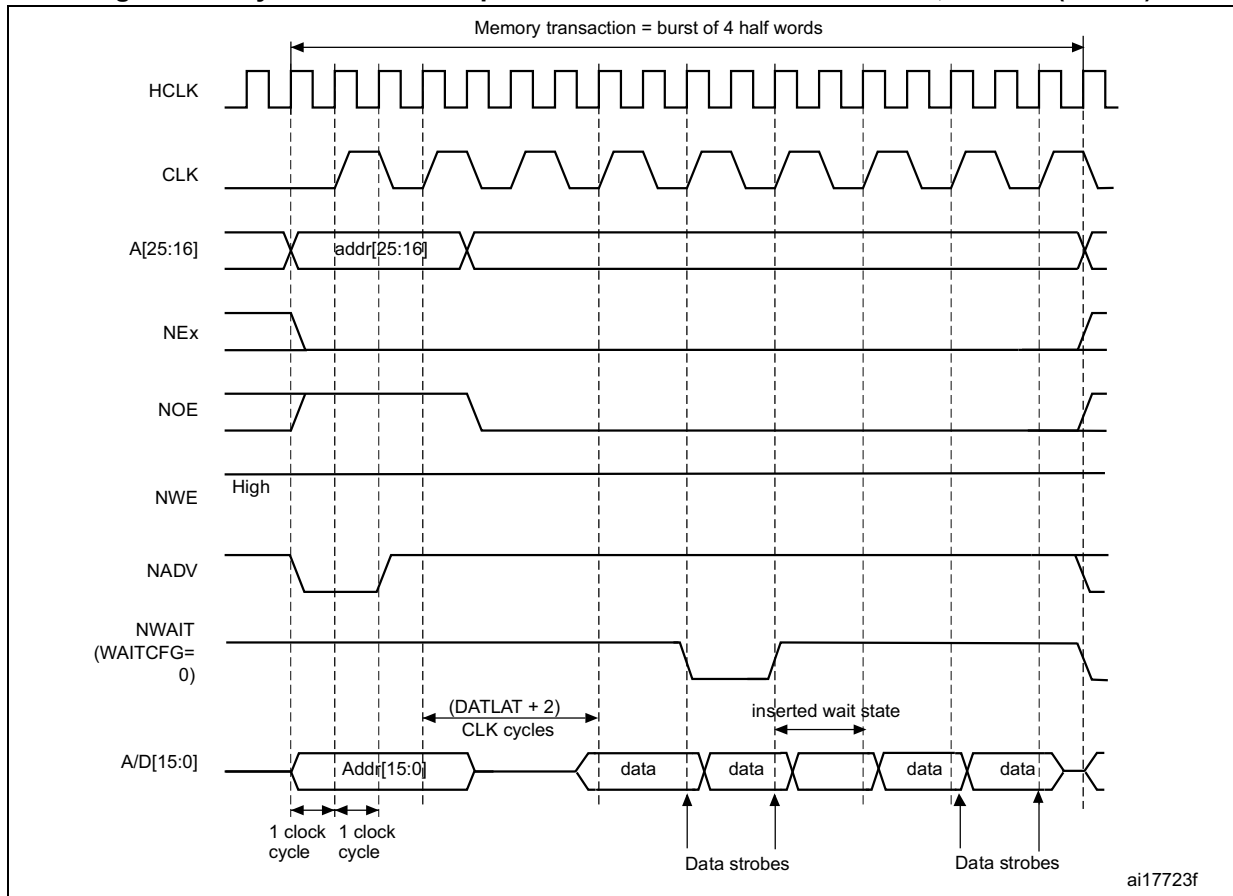 Memory transaction = burst of 4 half words
HCLK
CLK
A[25:16]
addr[25:16]
NEx
NOE
NWE
High
NADV
NWAIT
(WAITCFG=
0)
(DATLAT + 2)
CLK cycles
inserted wait state
A/D[15:0]
Addr[15:0]
data
data
data
data
1 clock
cycle
1 clock
cycle
Data strobes
Data strobes
ai17723f